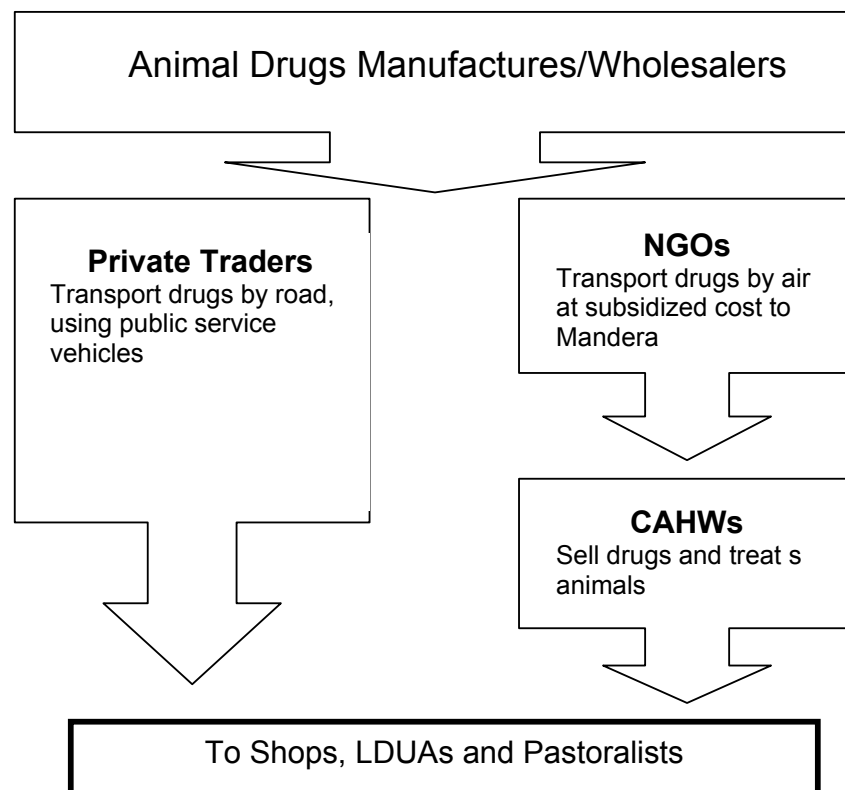 Animal Drugs Manufactures/Wholesalers
Private Traders
Transport drugs by road,
using public service
vehicles
NGOs
Transport drugs by air
at subsidized cost to
Mandera
CAHWs
Sell drugs and treat s
animals
To Shops, LDUAs and Pastoralists